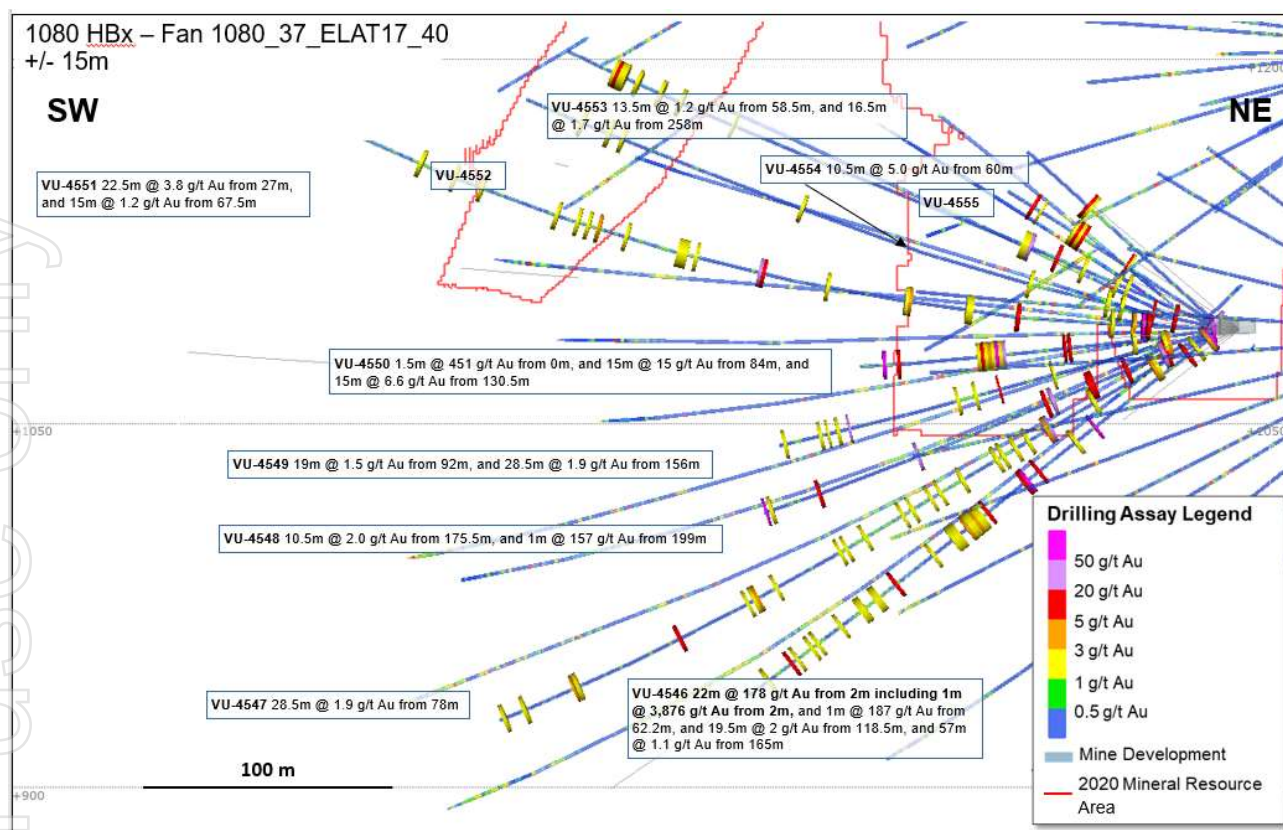 1080 HBx – Fan 1080_37_ELAT17_40
+/- 15m
SW
NE
+1200
VU-4553 13.5m @ 1.2 g/t Au from 58.5m, and 16.5m
@ 1.7 g/t Au from 258m
VU-4554 10.5m @ 5.0 g/t Au from 60m
VU-4552
VU-4555
VU-4551 22.5m @ 3.8 g/t Au from 27m,
and 15m @ 1.2 g/t Au from 67.5m
VU-4550 1.5m @ 451 g/t Au from 0m, and 15m @ 15 g/t Au from 84m, and
15m @ 6.6 g/t Au from 130.5m
+1050
+1050
VU-4549 19m @ 1.5 g/t Au from 92m, and 28.5m @ 1.9 g/t Au from 156m
VU-4548 10.5m @ 2.0 g/t Au from 175.5m, and 1m @ 157 g/t Au from 199m
VU-4547 28.5m @ 1.9 g/t Au from 78m
VU-4546 22m @ 178 g/t Au from 2m including 1m
@ 3,876 g/t Au from 2m, and 1m @ 187 g/t Au from
62.2m, and 19.5m @ 2 g/t Au from 118.5m, and 57m
@ 1.1 g/t Au from 165m
100 m
+900
Drilling Assay Legend
50 g/t Au
20 g/t Au
5 g/t Au
3 g/t Au
1 g/t Au
0.5 g/t Au
Mine Development
2020 Mineral Resource
Area